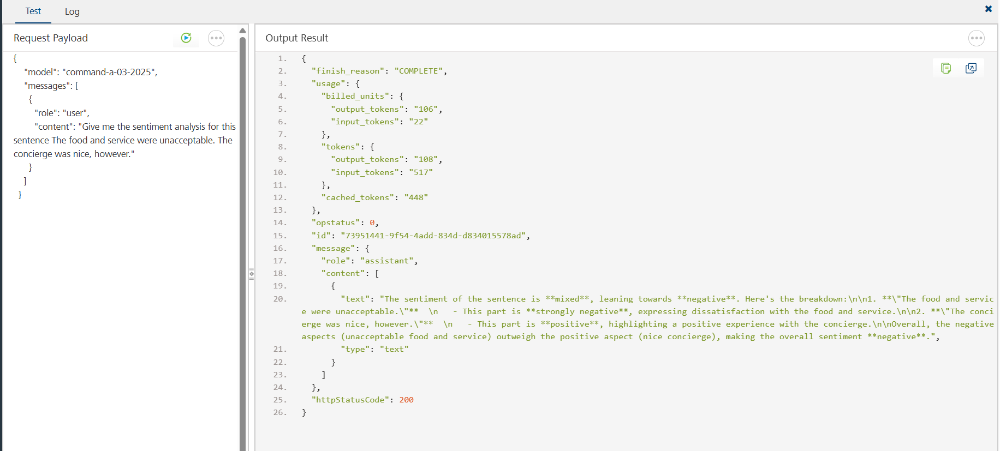 Test Log
Request Payload
{
"model": "command-a-03-2025",
"messages": [
{
"role": "user",
"content": "Give me the sentiment analysis for this
sentence The food and service were unacceptable. The
concierge was nice, however."
}
]
}
Output Result
1. {
2. "finish_reason": "COMPLETE",
3. "usage": {
4. "billed_units": {
5. "output_tokens": "106",
6. "input_tokens": "22"
7. },
8. "tokens": {
9. "output_tokens": "108",
10. "input_tokens": "517"
11. },
12. "cached_tokens": "448"
13. },
14. "opstatus": 0,
15. "id": "73951441-9f54-4add-834d-d834015578ad",
16. "message": {
17. "role": "assistant",
18. "content": [
19. {
20. "text": "The sentiment of the sentence is **mixed**, leaning towards **negative**. Here's the breakdown:\n\n1. **\"The food and servic
e were unacceptable.\"**  \n   - This part is **strongly negative**, expressing dissatisfaction with the food and service.\n\n2. **\"The conci
erge was nice, however.\"**  \n   - This part is **positive**, highlighting a positive experience with the concierge.\n\nOverall, the negative
aspects (unacceptable food and service) outweigh the positive aspect (nice concierge), making the overall sentiment **negative**.",
21. "type": "text"
22. }
23. ]
24. },
25. "httpStatusCode": 200
26. }